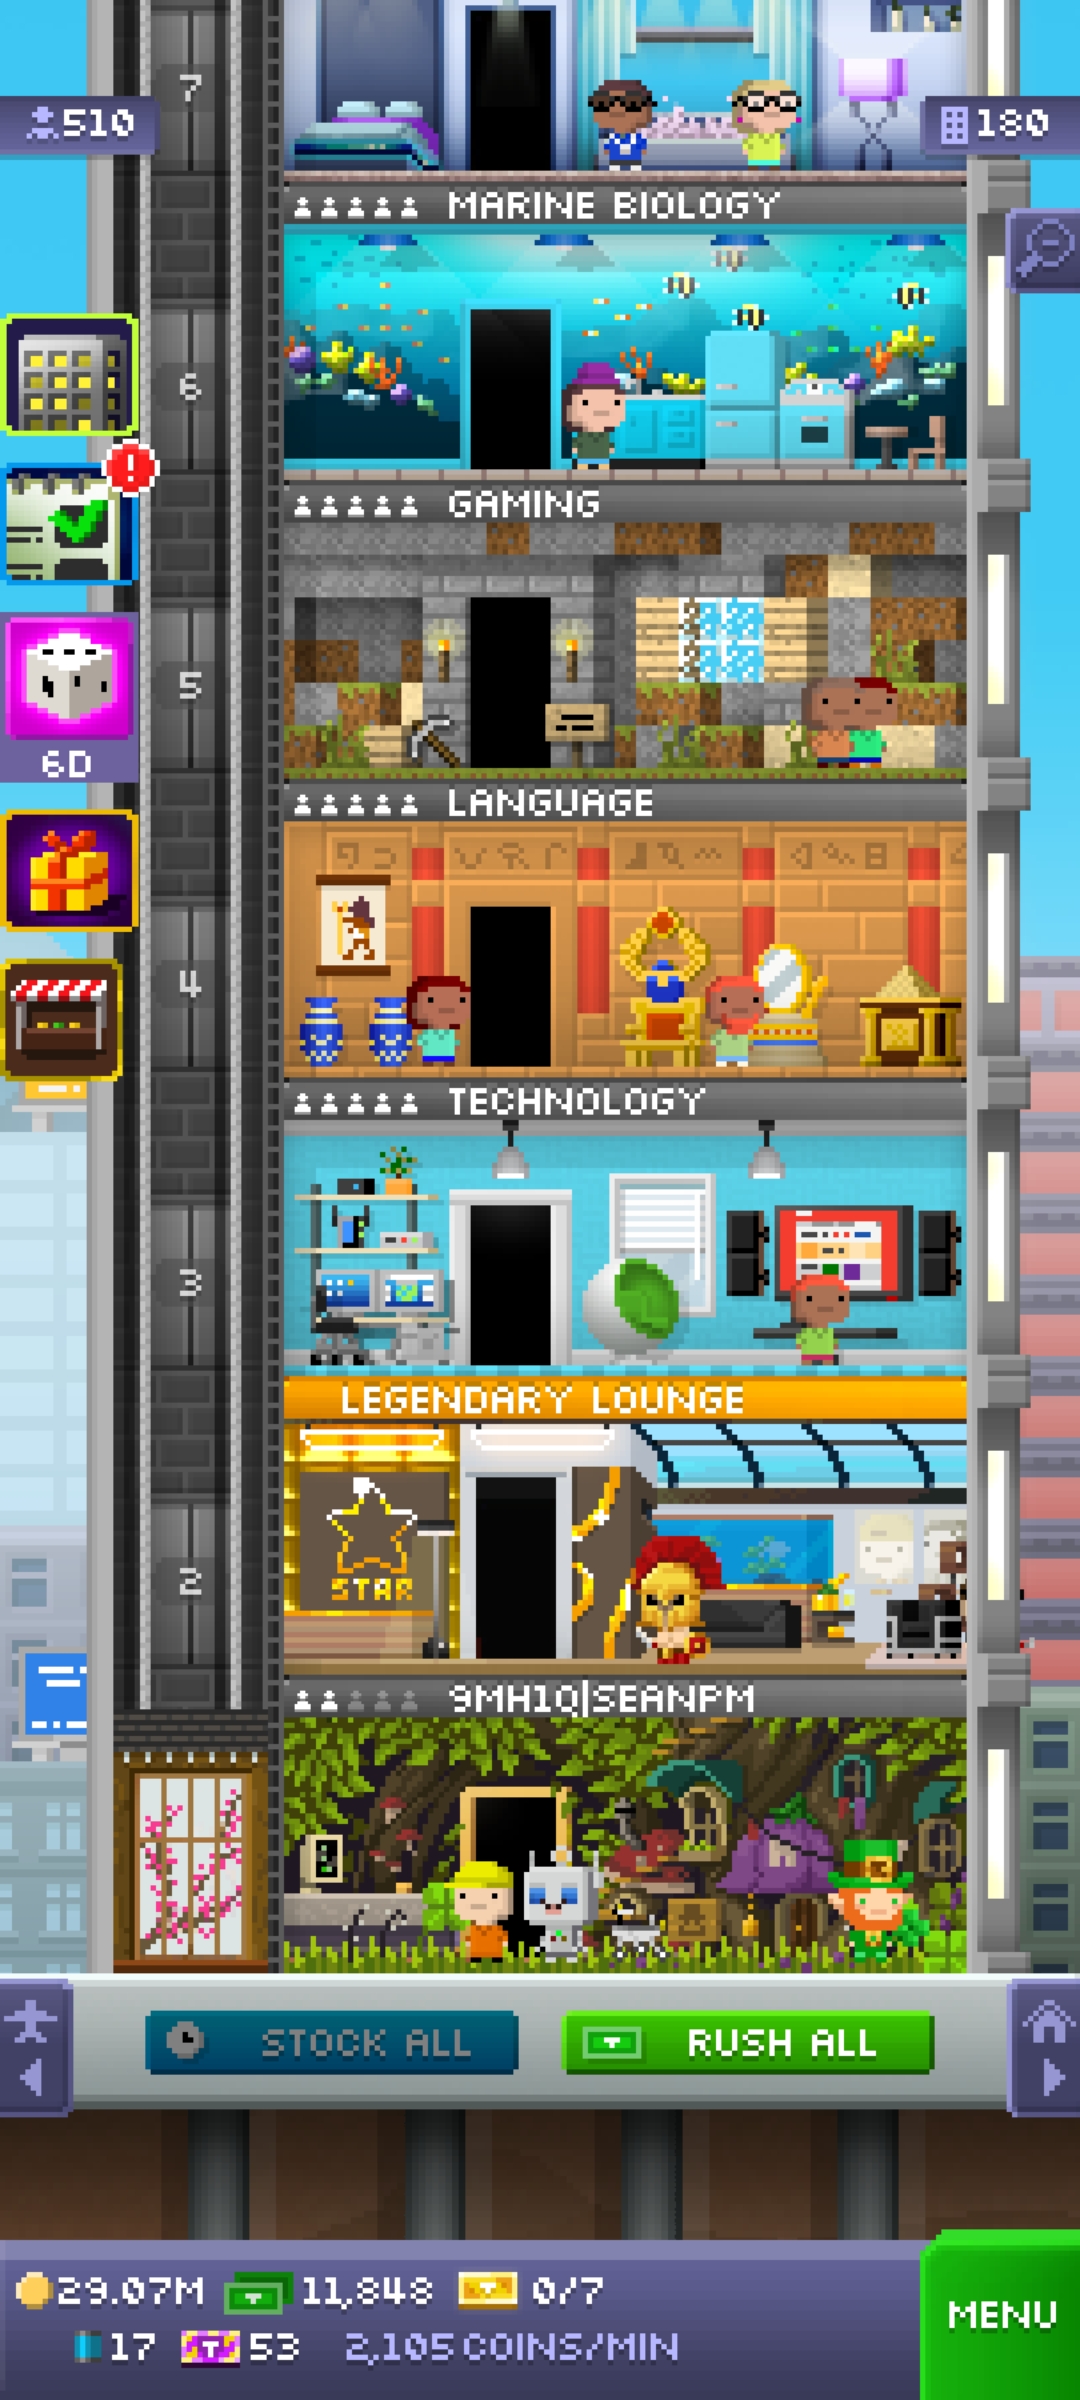 7
510
180
MARINE BIOLOGY
6
GAMING
5
6D
LANGUAGE
4
TECHNOLOGY
3
LEGENDARY LOUNGE
STAR
2
9MH1Q|SEANPM
STOCK ALL
RUSH ALL
29.07M 11,848 0/7
MENU
17 53 2,105 COINS/MIN